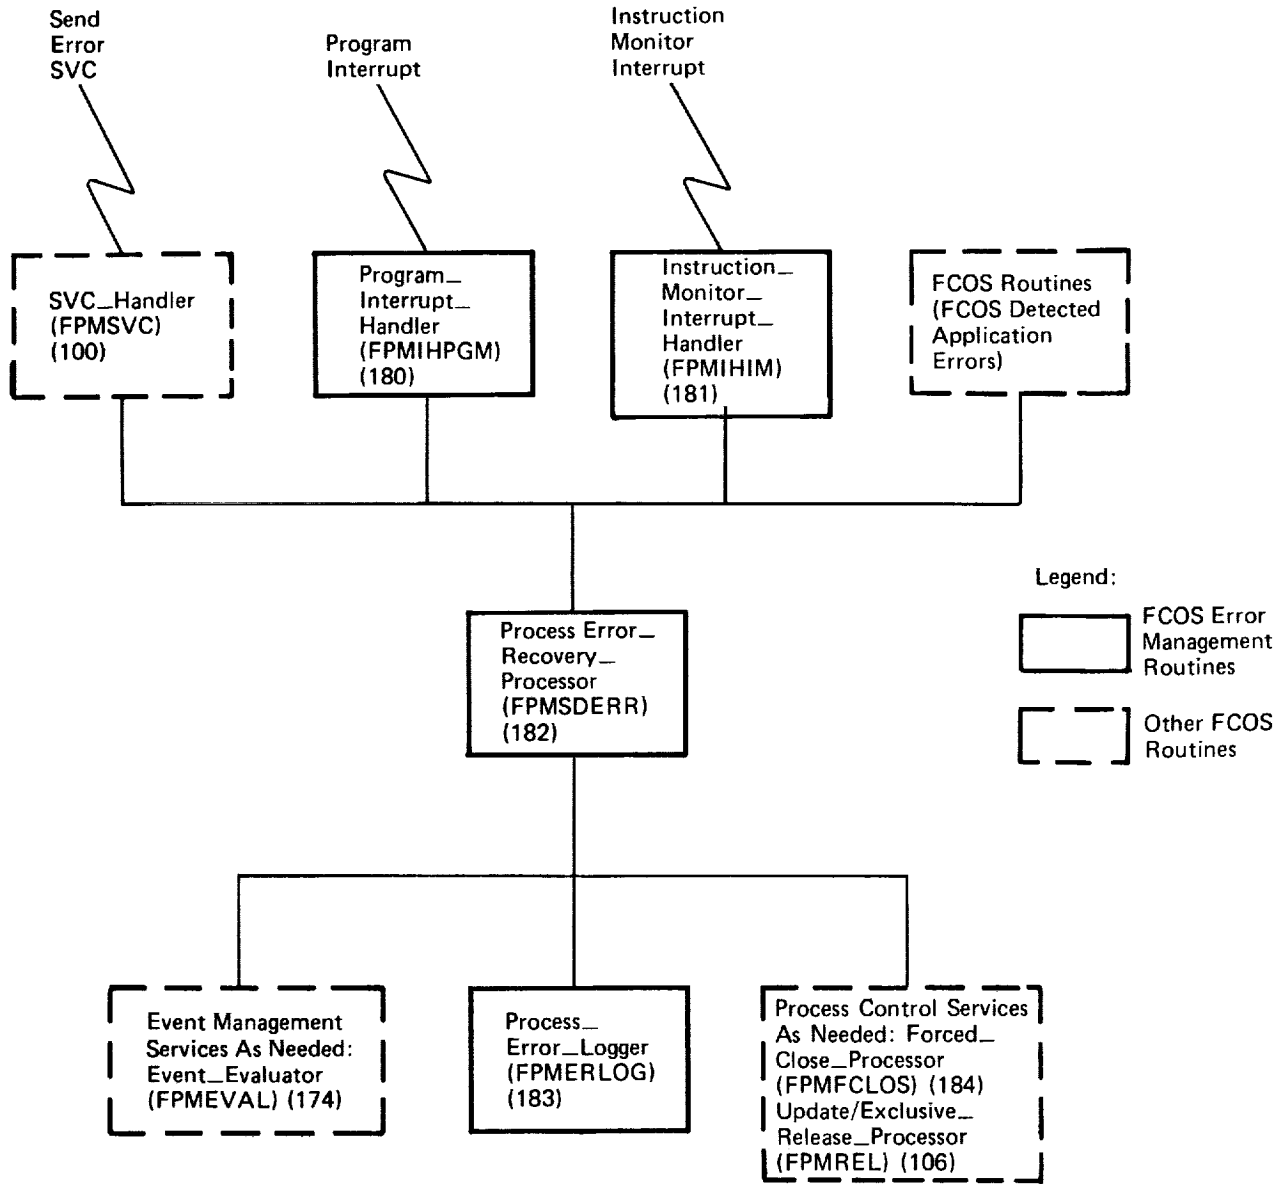 Send
Error
SVC
Program
Interrupt
Instruction
Monitor
Interrupt
SVC_Handler
(FPMSVC)
(100)
Program_
Interrupt_
Handler
(FPMIHPGM)
(180)
Instruction_
Monitor_
Interrupt_
Handler
(FPMIHIM)
(181)
FCOS Routines
(FCOS Detected
Application
Errors)
Process Error_
Recovery_
Processor
(FPMSDERR)
(182)
Legend:
FCOS Error
Management
Routines
Other FCOS
Routines
Event Management
Services As Needed:
Event_Evaluator
(FPMEVAL) (174)
Process_
Error_Logger
(FPMERLOG)
(183)
Process Control Services
As Needed: Forced_
Close_Processor
(FPMFCLOS) (184)
Update/Exclusive_
Release_Processor
(FPMREL) (106)